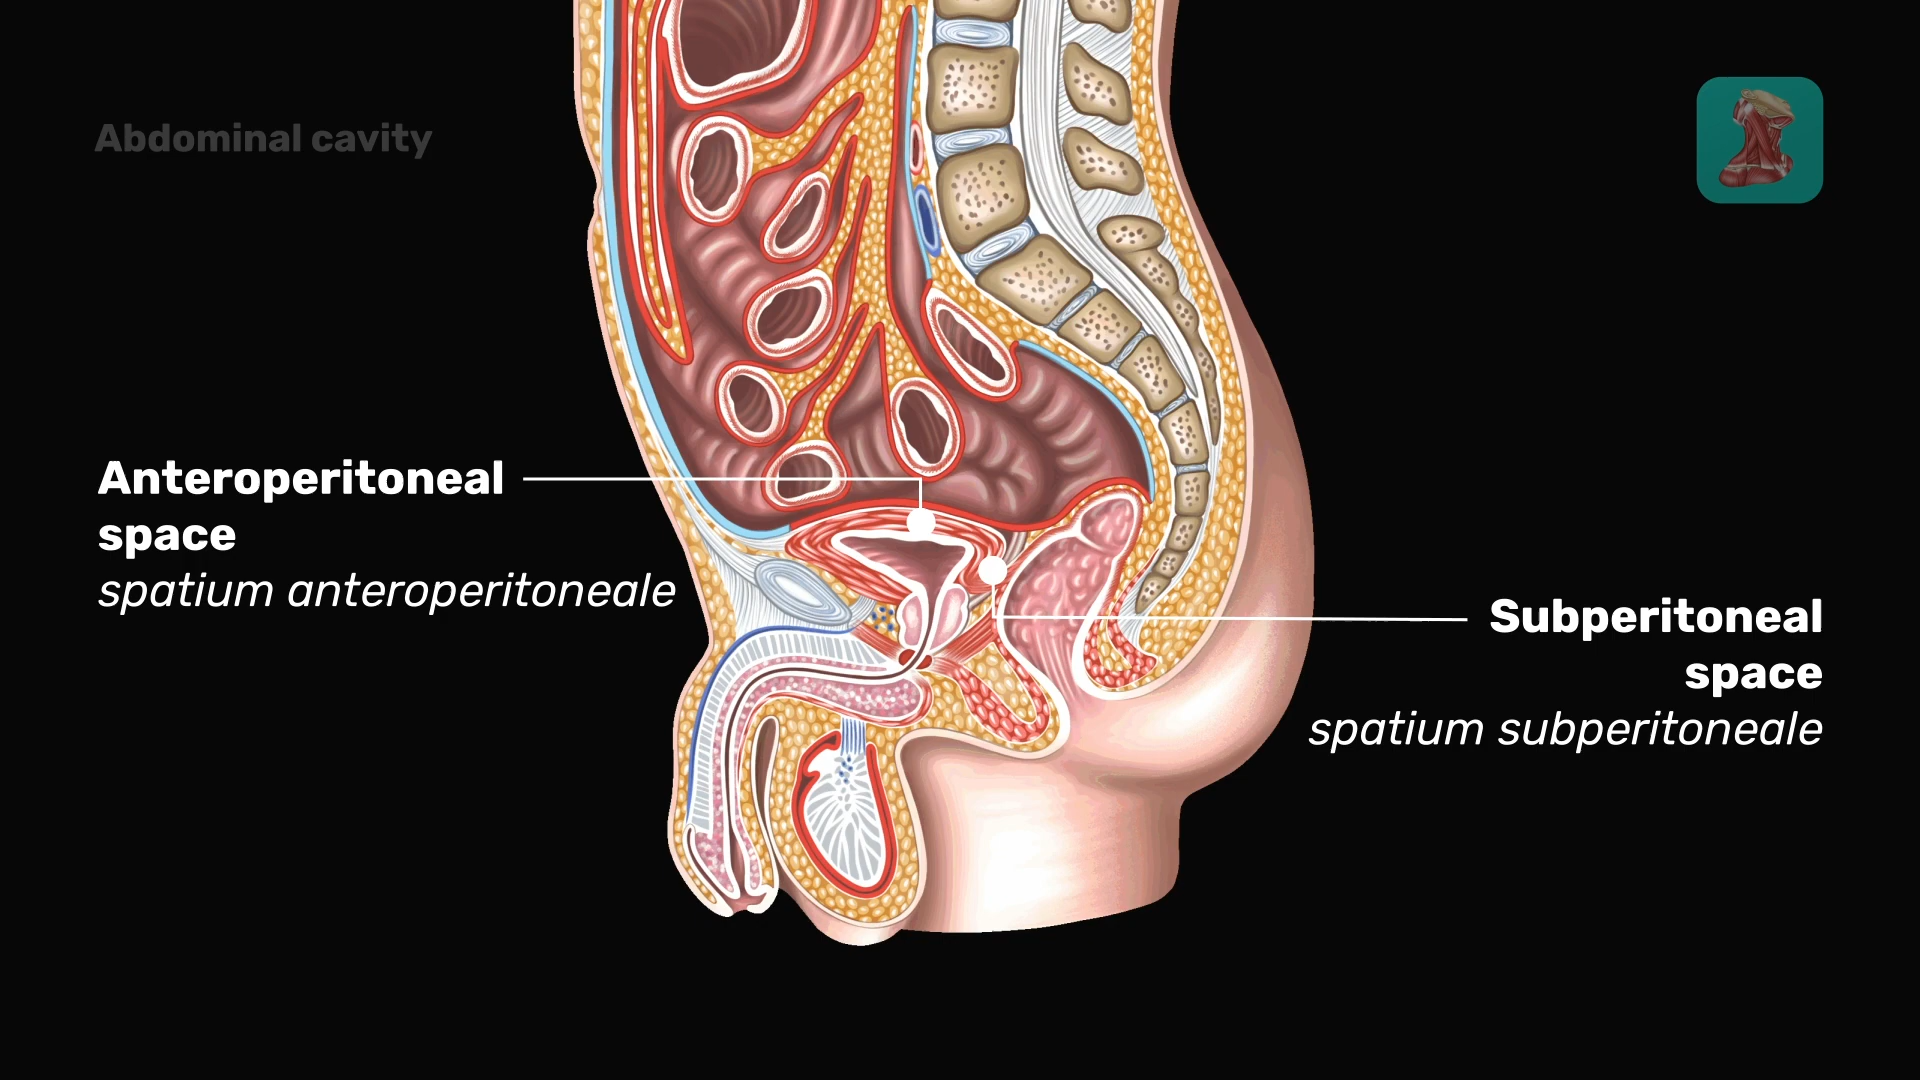 Abdominal cavity
Anteroperitoneal
space
spatium anteroperitoneale
Subperitoneal
space
spatium subperitoneale